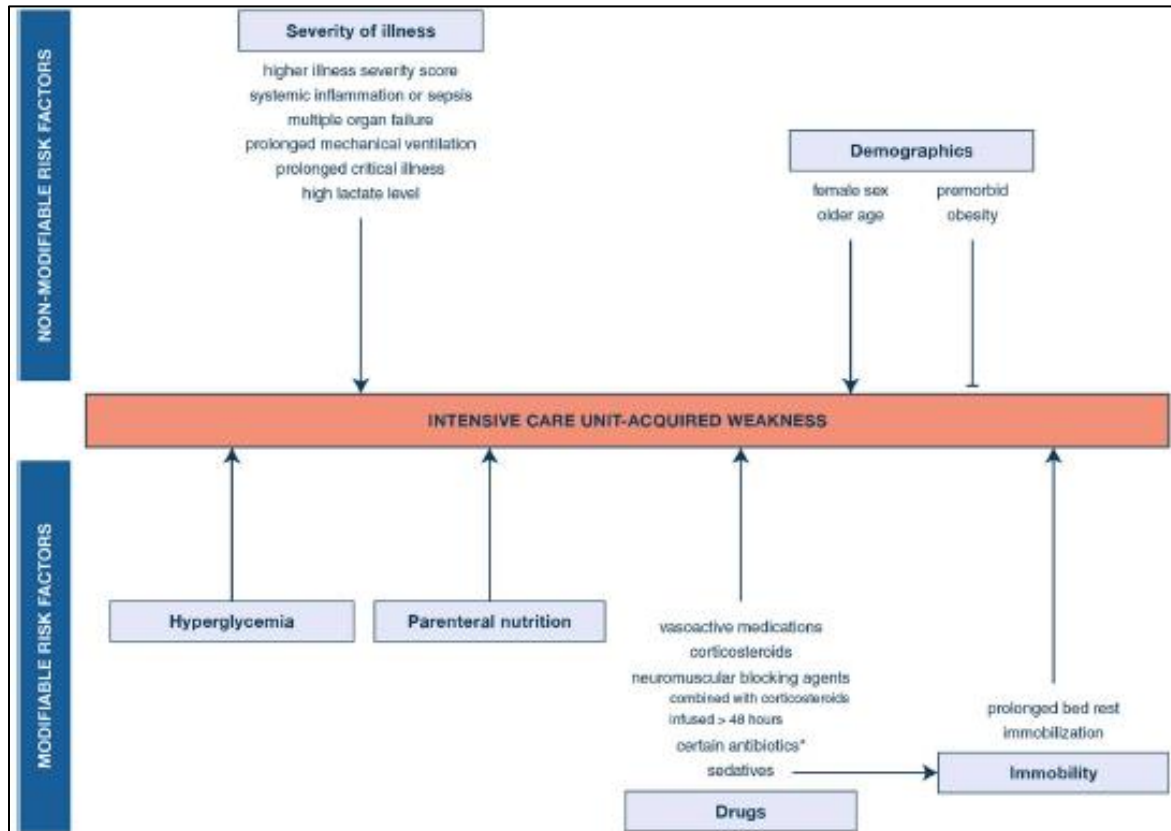 NON-MODIFIABLE RISK FACTORS
Severity of illness
higher illness severity score
systemic inflammation or sepsis
multiple organ failure
prolonged mechanical ventilation
prolonged critical illness
high lactate level
Demographics
female sex
older age
premorbid
obesity
INTENSIVE CARE UNIT-ACQUIRED WEAKNESS
MODIFIABLE RISK FACTORS
Hyperglycemia
Parenteral nutrition
vasoactive medications
corticosteroids
neuromuscular blocking agents
combined with corticosteroids
infused > 48 hours
certain antibiotics*
sedatives
Drugs
prolonged bed rest
immobilization
Immobility